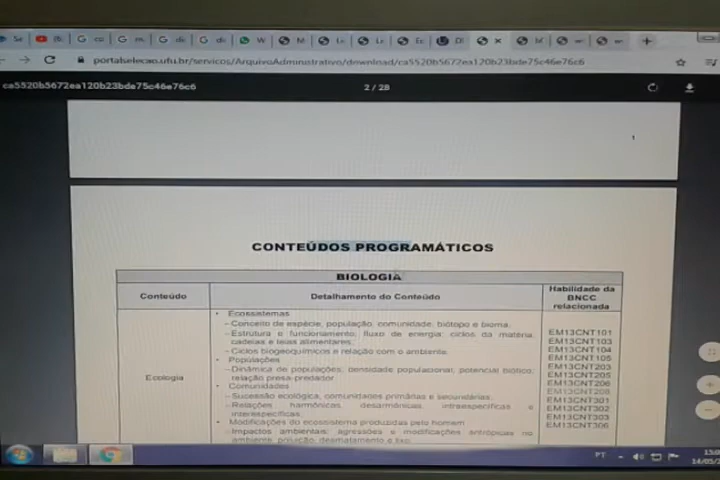 portalselecao.ufu.br/servicos/ArquivoAdministrativo/download/ca5520b5672ea120b23bde75c46e76c6
ca5520b5672ea120b23bde75c46e76c6
2 / 28
1
CONTEÚDOS PROGRAMÁTICOS
BIOLOGIA
Conteúdo
Detalhamento do Conteúdo
Habilidade da
BNCC
relacionada
Ecologia
• Ecossistemas
– Conceito de espécie, população, comunidade, biótopo e bioma.
– Estrutura e funcionamento; fluxo de energia; ciclos da matéria,
cadeias e teias alimentares.
– Ciclos biogeoquímicos e relação com o ambiente.
• Populações
– Dinâmica de populações; densidade populacional; potencial biótico;
relação presa-predador.
• Comunidades
– Sucessão ecológica, comunidades primárias e secundárias.
– Relações harmônicas, desarmônicas, intraespecíficas e
interespecíficas.
• Modificações do ecossistema produzidas pelo homem
– Impactos ambientais: agressões e modificações antrópicas no
ambiente, poluição, desmatamento e lixo.
EM13CNT101
EM13CNT103
EM13CNT104
EM13CNT105
EM13CNT203
EM13CNT205
EM13CNT206
EM13CNT208
EM13CNT301
EM13CNT302
EM13CNT303
EM13CNT306
PT